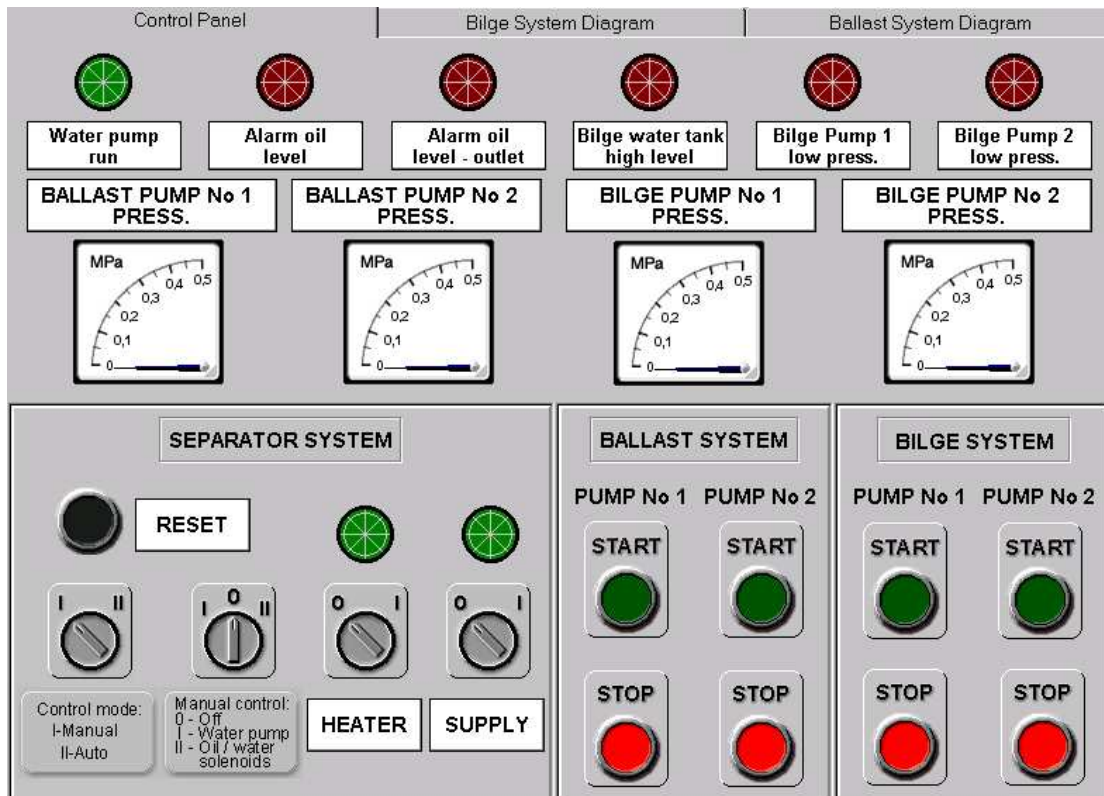 Control Panel
Bilge System Diagram
Ballast System Diagram
Water pump
run
Alarm oil
level
Alarm oil
level - outlet
Bilge water tank
high level
Bilge Pump 1
low press.
Bilge Pump 2
low press.
BALLAST PUMP No 1
PRESS.
BALLAST PUMP No 2
PRESS.
BILGE PUMP No 1
PRESS.
BILGE PUMP No 2
PRESS.
MPa
0,5
0,4
0,3
0,2
0,1
0
MPa
0,5
0,4
0,3
0,2
0,1
0
MPa
0,5
0,4
0,3
0,2
0,1
0
MPa
0,5
0,4
0,3
0,2
0,1
0
SEPARATOR SYSTEM
RESET
I II
I 0 II
0 I
0 I
Control mode:
I-Manual
II-Auto
Manual control:
0 - Off
I - Water pump
II - Oil / water
solenoids
HEATER
SUPPLY
BALLAST SYSTEM
PUMP No 1
PUMP No 2
START
START
STOP
STOP
BILGE SYSTEM
PUMP No 1
PUMP No 2
START
START
STOP
STOP